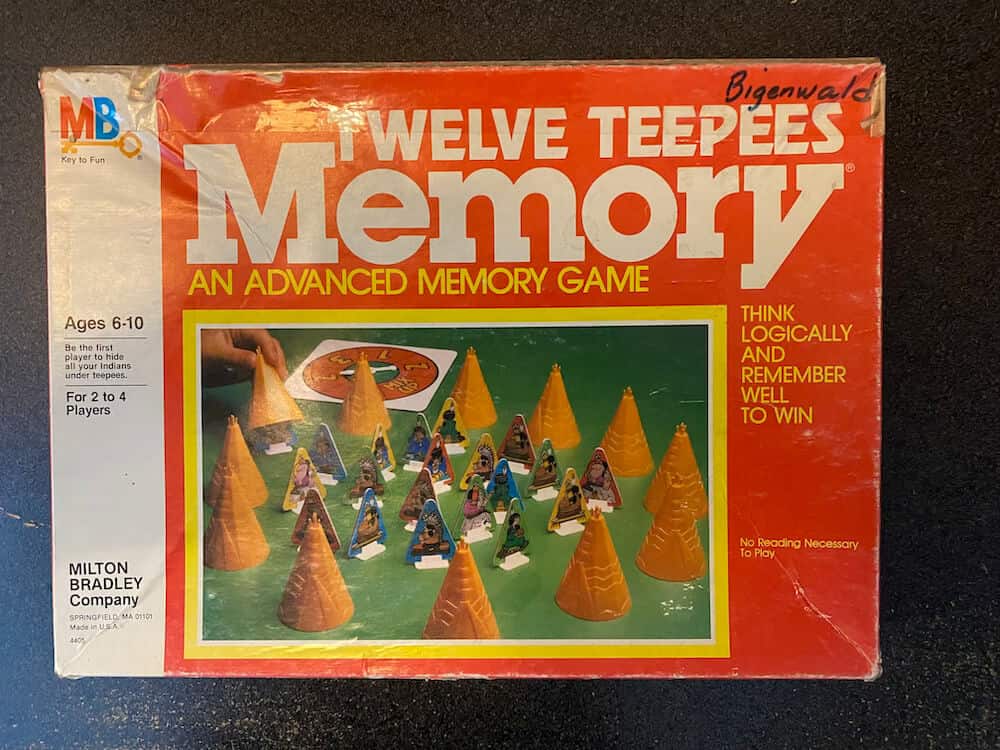 Bigenwald
MB
Key to Fun
TWELVE TEEPEES
Memory®
AN ADVANCED MEMORY GAME
Ages 6-10
Be the first
player to hide
all your Indians
under teepees.
For 2 to 4
Players
THINK
LOGICALLY
AND
REMEMBER
WELL
TO WIN
No Reading Necessary
To Play
MILTON
BRADLEY
Company
SPRINGFIELD, MA 01101
Made in U.S.A.
4405